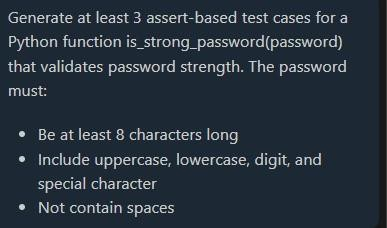 Generate at least 3 assert-based test cases for a
Python function is_strong_password(password)
that validates password strength. The password
must:
• Be at least 8 characters long
• Include uppercase, lowercase, digit, and
special character
• Not contain spaces